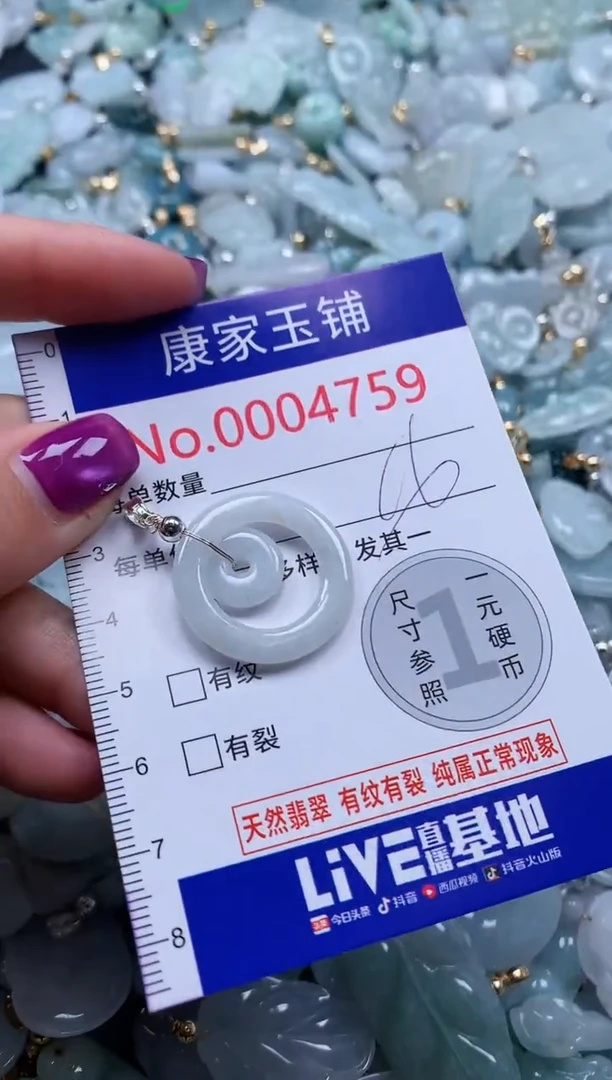 0
康家玉铺
1
No.0004759
单数量
3
每单
多样
发其一
4
尺寸参照
1
一元硬币
5
有纹
6
有裂
天然翡翠 有纹有裂 纯属正常现象
7
LiVE直播基地
头条 今日头条 抖音 西瓜视频 抖音火山版
8